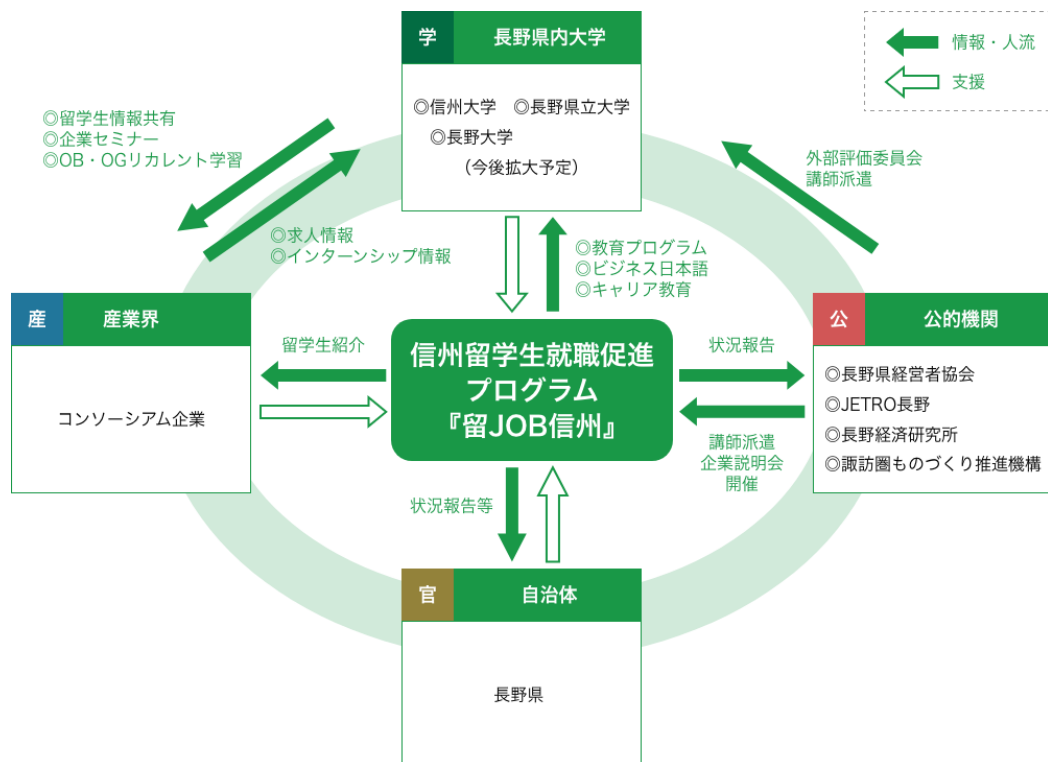 学 長野県内大学
◎信州大学 ◎長野県立大学
◎長野大学
（今後拡大予定）
情報・人流
支援
◎留学生情報共有
◎企業セミナー
◎OB・OGリカレント学習
◎求人情報
◎インターンシップ情報
◎教育プログラム
◎ビジネス日本語
◎キャリア教育
外部評価委員会
講師派遣
産 産業界
コンソーシアム企業
留学生紹介
信州留学生就職促進
プログラム
『留JOB信州』
状況報告
講師派遣
企業説明会
開催
公 公的機関
◎長野県経営者協会
◎JETRO長野
◎長野経済研究所
◎諏訪圏ものづくり推進機構
状況報告等
官 自治体
長野県